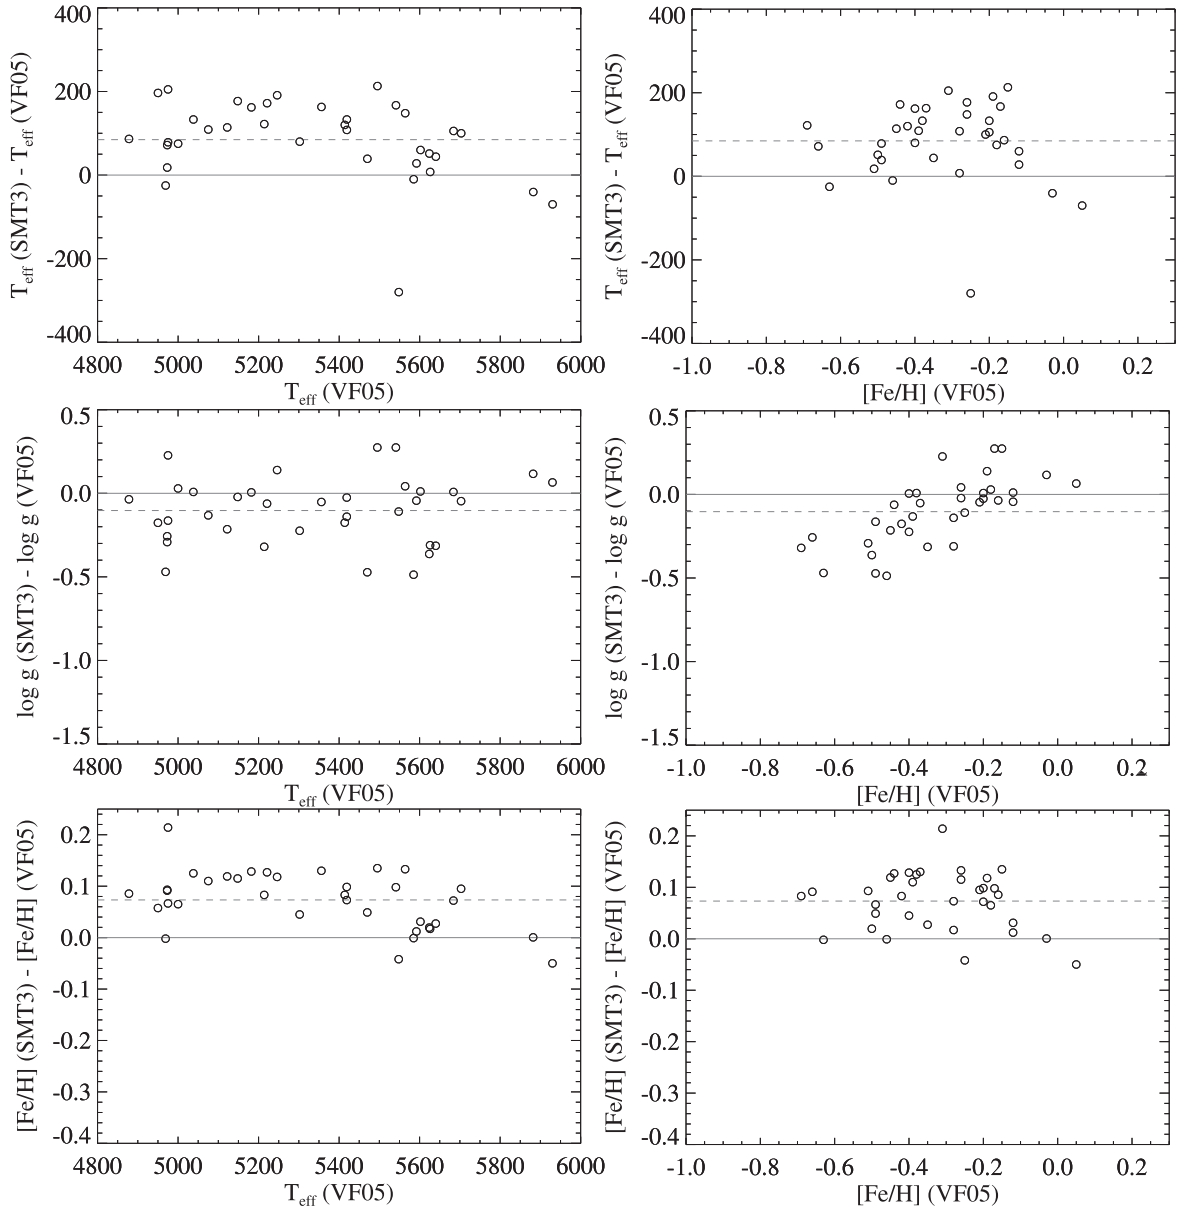 400
200
0
-200
-400
T_eff (SMT3) - T_eff (VF05)
4800 5000 5200 5400 5600 5800 6000
T_eff (VF05)
400
200
0
-200
-400
T_eff (SMT3) - T_eff (VF05)
-1.0 -0.8 -0.6 -0.4 -0.2 0.0 0.2
[Fe/H] (VF05)
0.5
0.0
-0.5
-1.0
-1.5
log g (SMT3) - log g (VF05)
4800 5000 5200 5400 5600 5800 6000
T_eff (VF05)
0.5
0.0
-0.5
-1.0
-1.5
log g (SMT3) - log g (VF05)
-1.0 -0.8 -0.6 -0.4 -0.2 0.0 0.2
[Fe/H] (VF05)
0.2
0.1
0.0
-0.1
-0.2
-0.3
-0.4
[Fe/H] (SMT3) - [Fe/H] (VF05)
4800 5000 5200 5400 5600 5800 6000
T_eff (VF05)
0.2
0.1
0.0
-0.1
-0.2
-0.3
-0.4
[Fe/H] (SMT3) - [Fe/H] (VF05)
-1.0 -0.8 -0.6 -0.4 -0.2 0.0 0.2
[Fe/H] (VF05)